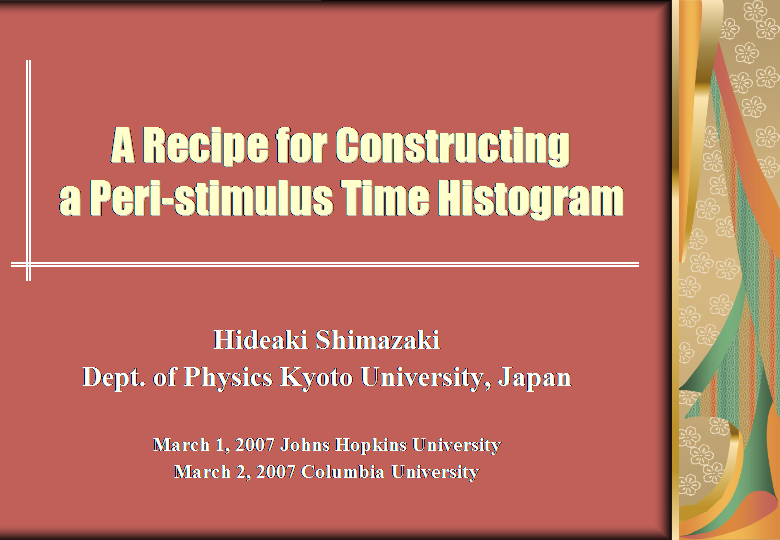 A Recipe for Constructing
a Peri-stimulus Time Histogram
Hideaki Shimazaki
Dept. of Physics Kyoto University, Japan
March 1, 2007 Johns Hopkins University
March 2, 2007 Columbia University